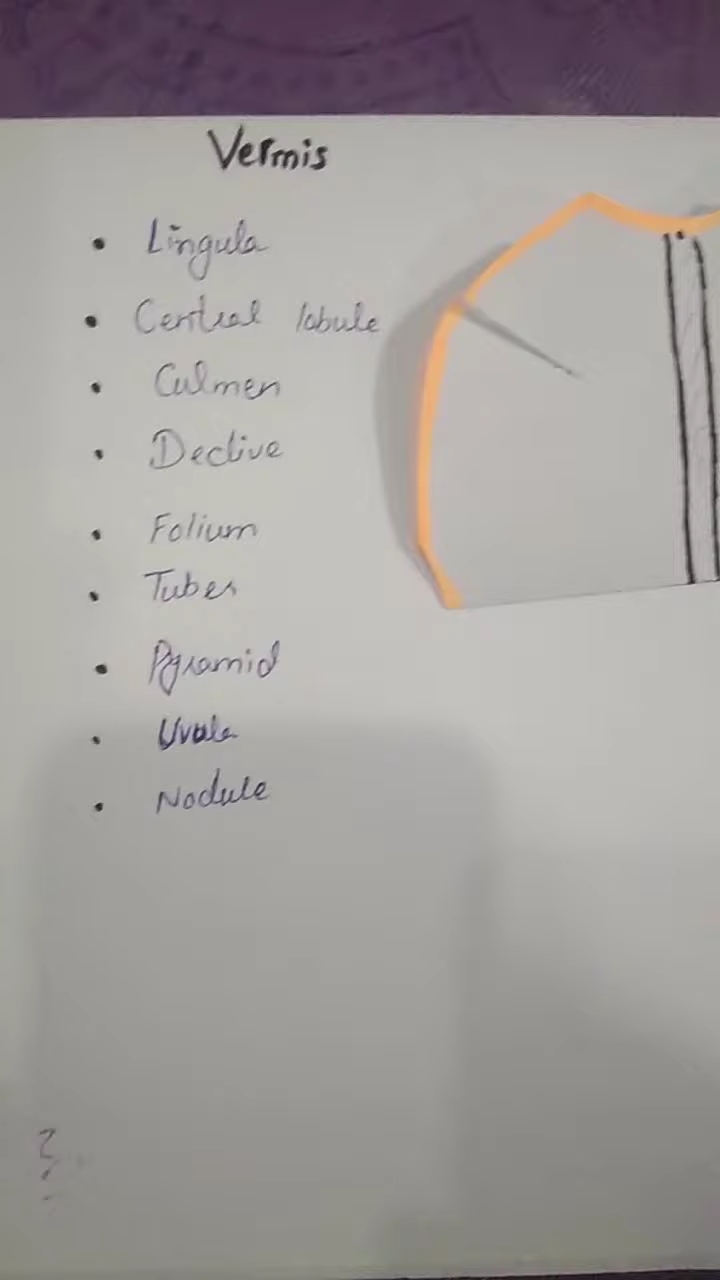 Vermis
• Lingula
• Central lobule
• Culmen
• Declive
• Folium
• Tuber
• Pyramid
• Uvula
• Nodule